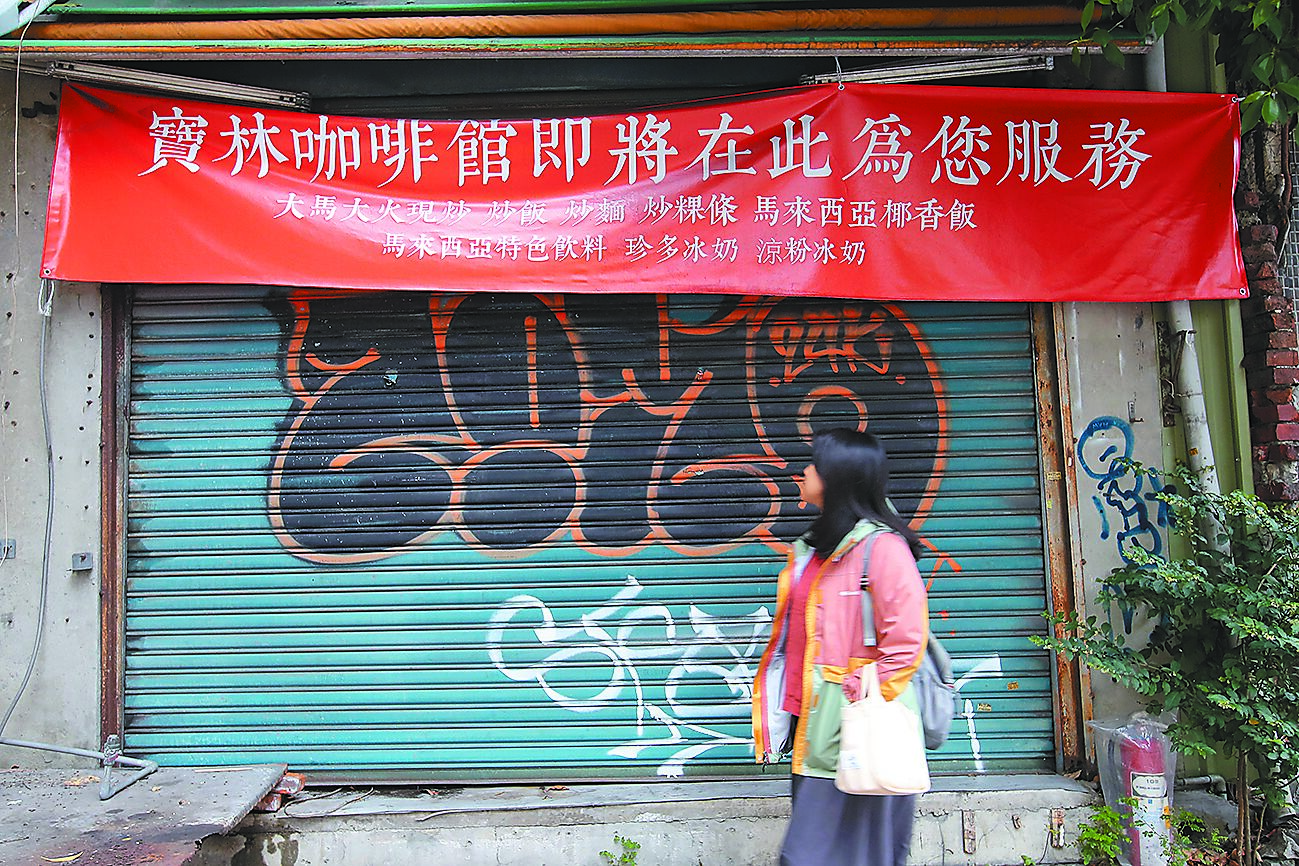 寶林咖啡館即將在此為您服務
大馬大火現炒 炒飯 炒麵 炒粿條 馬來西亞椰香飯
馬來西亞特色飲料 珍多冰奶 涼粉冰奶